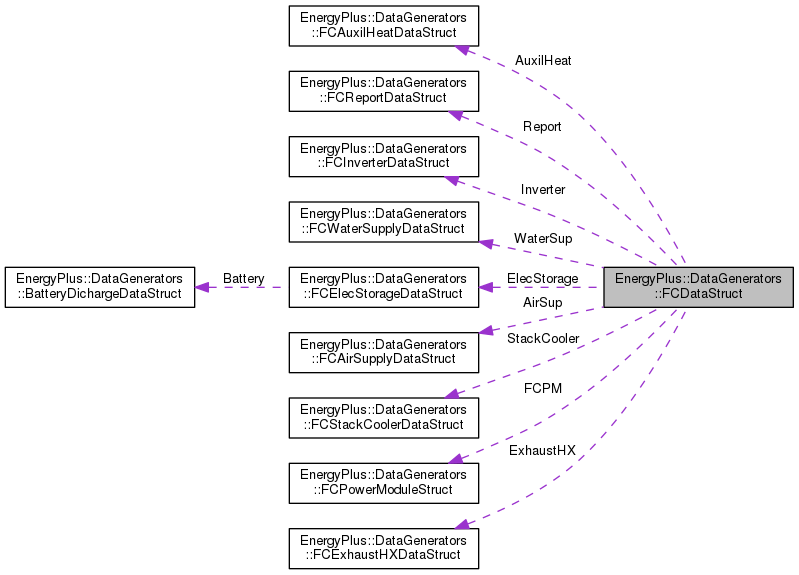 EnergyPlus::DataGenerators
::FCAuxilHeatDataStruct
AuxilHeat
EnergyPlus::DataGenerators
::FCReportDataStruct
Report
EnergyPlus::DataGenerators
::FCInverterDataStruct
Inverter
EnergyPlus::DataGenerators
::FCWaterSupplyDataStruct
WaterSup
EnergyPlus::DataGenerators
::BatteryDichargeDataStruct
Battery
EnergyPlus::DataGenerators
::FCElecStorageDataStruct
ElecStorage
EnergyPlus::DataGenerators
::FCDataStruct
AirSup
EnergyPlus::DataGenerators
::FCAirSupplyDataStruct
StackCooler
EnergyPlus::DataGenerators
::FCStackCoolerDataStruct
FCPM
EnergyPlus::DataGenerators
::FCPowerModuleStruct
ExhaustHX
EnergyPlus::DataGenerators
::FCExhaustHXDataStruct